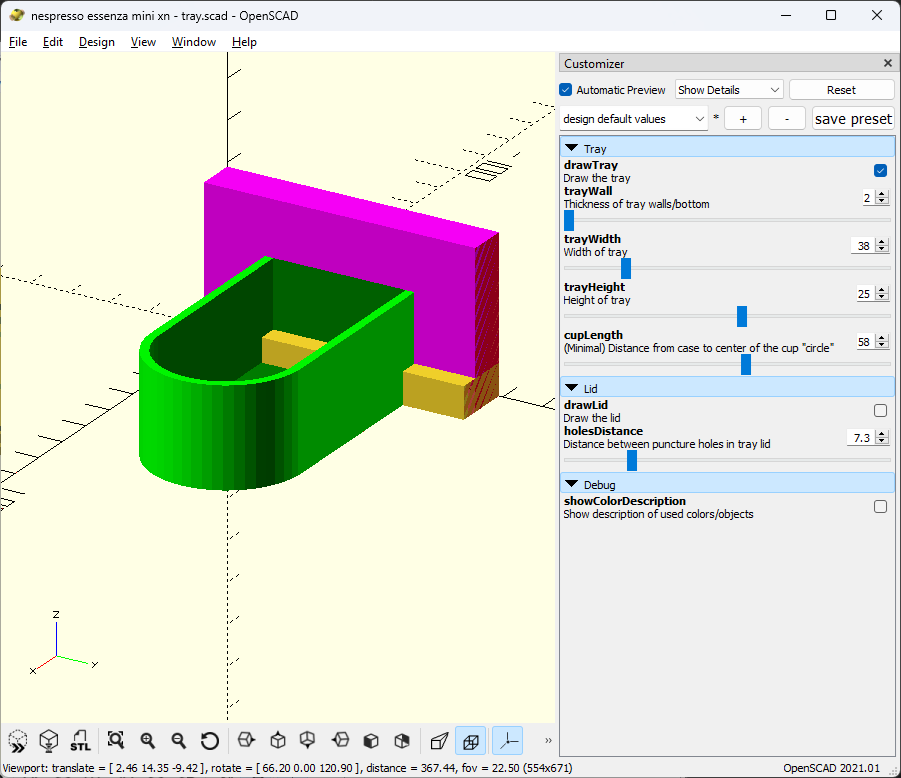 nespresso essenza mini xn - tray.scad - OpenSCAD
File Edit Design View Window Help
Customizer
Automatic Preview Show Details Reset
design default values * + - save preset
Tray
drawTray
Draw the tray
trayWall
Thickness of tray walls/bottom 2
trayWidth
Width of tray 38
trayHeight
Height of tray 25
cupLength
(Minimal) Distance from case to center of the cup "circle" 58
Lid
drawLid
Draw the lid
holesDistance
Distance between puncture holes in tray lid 7.3
Debug
showColorDescription
Show description of used colors/objects
z
x y
STL
»
Viewport: translate = [ 2.46 14.35 -9.42 ], rotate = [ 66.20 0.00 120.90 ], distance = 367.44, fov = 22.50 (554x671) OpenSCAD 2021.01